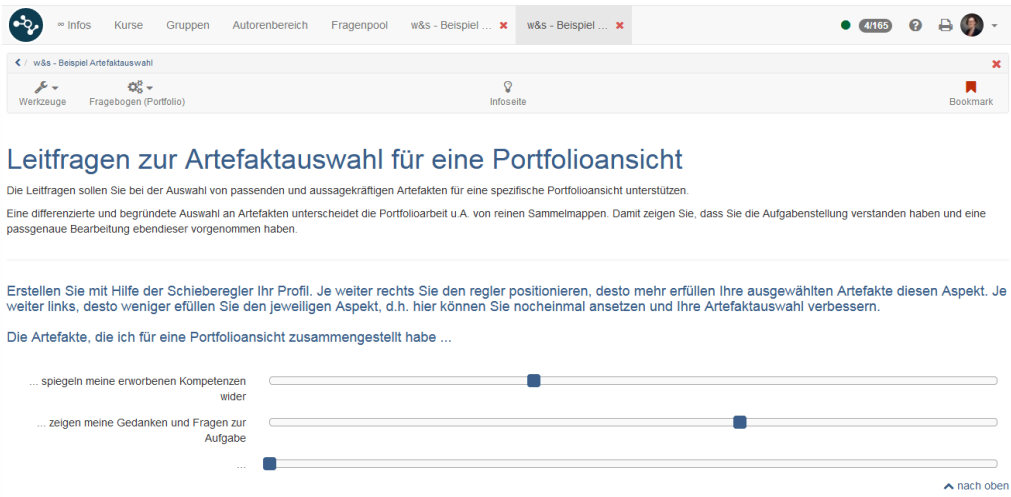 ∞ Infos Kurse Gruppen Autorenbereich Fragenpool w&s - Beispiel ... w&s - Beispiel ... 4/165
w&s - Beispiel Artefaktauswahl
Werkzeuge Fragebogen (Portfolio) Infoseite Bookmark
Leitfragen zur Artefaktauswahl für eine Portfolioansicht
Die Leitfragen sollen Sie bei der Auswahl von passenden und aussagekräftigen Artefakten für eine spezifische Portfolioansicht unterstützen.
Eine differenzierte und begründete Auswahl an Artefakten unterscheidet die Portfolioarbeit u.A. von reinen Sammelmappen. Damit zeigen Sie, dass Sie die Aufgabenstellung verstanden haben und eine
passgenaue Bearbeitung ebendieser vorgenommen haben.
Erstellen Sie mit Hilfe der Schieberegler Ihr Profil. Je weiter rechts Sie den regler positionieren, desto mehr erfüllen Ihre ausgewählten Artefakte diesen Aspekt. Je
weiter links, desto weniger efüllen Sie den jeweiligen Aspekt, d.h. hier können Sie nocheinmal ansetzen und Ihre Artefaktauswahl verbessern.
Die Artefakte, die ich für eine Portfolioansicht zusammengestellt habe ...
... spiegeln meine erworbenen Kompetenzen
wider
... zeigen meine Gedanken und Fragen zur
Aufgabe
...
nach oben